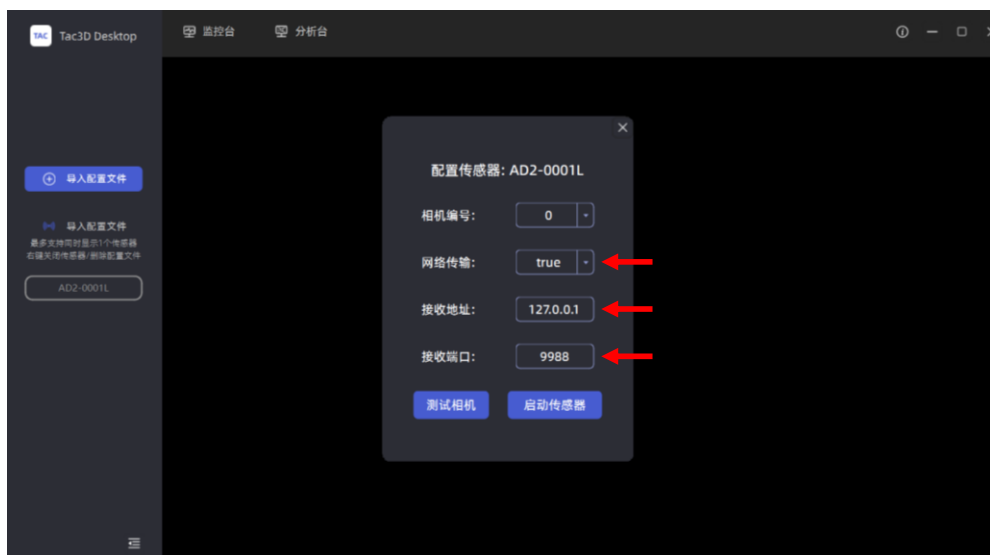 TAC Tac3D Desktop
监控台
分析台
导入配置文件
导入配置文件
最多支持同时显示1个传感器
右键关闭传感器/删除配置文件
AD2-0001L
配置传感器: AD2-0001L
相机编号: 0
网络传输: true
接收地址: 127.0.0.1
接收端口: 9988
测试相机
启动传感器